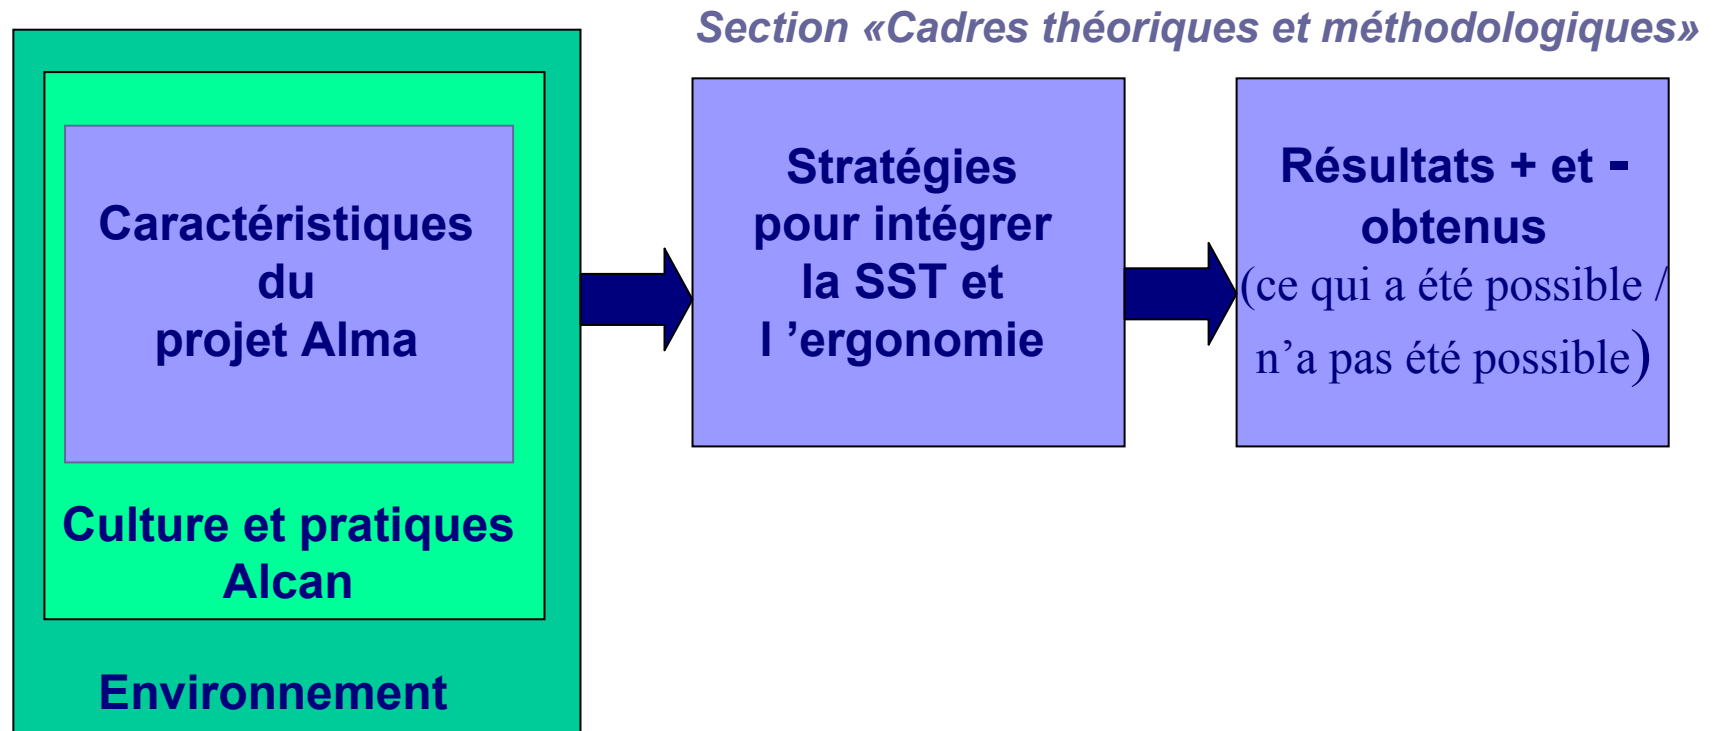 Section «Cadres théoriques et méthodologiques»
Caractéristiques
du
projet Alma
Culture et pratiques
Alcan
Environnement
Stratégies
pour intégrer
la SST et
l ’ergonomie
Résultats + et -
obtenus
(ce qui a été possible /
n’a pas été possible)